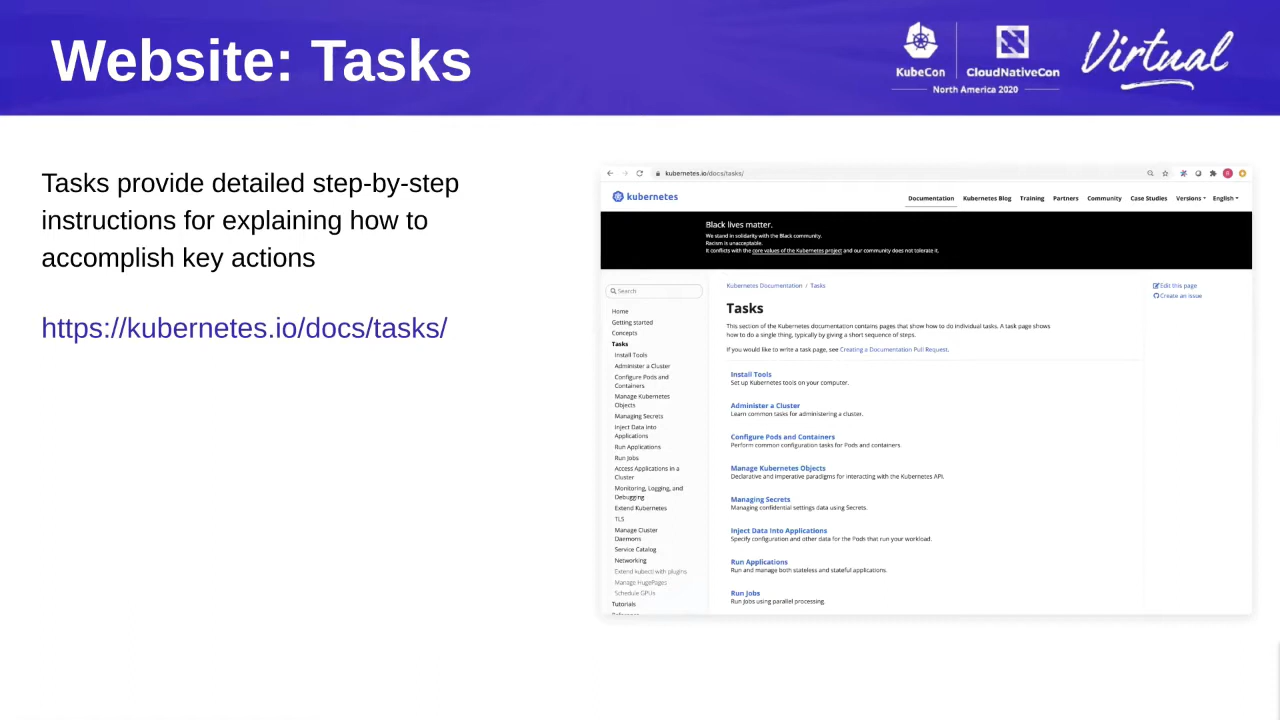 Website: Tasks
KubeCon
CloudNativeCon
North America 2020
Virtual
Tasks provide detailed step-by-step
instructions for explaining how to
accomplish key actions
https://kubernetes.io/docs/tasks/
kubernetes.io/docs/tasks/
kubernetes
Documentation
Kubernetes Blog
Training
Partners
Community
Case Studies
Versions
English
Black lives matter.
We stand in solidarity with the Black community.
Racism is unacceptable.
It conflicts with the core values of the Kubernetes project and our community does not tolerate it.
Search
Home
Getting started
Concepts
Tasks
Install Tools
Administer a Cluster
Configure Pods and
Containers
Manage Kubernetes
Objects
Managing Secrets
Inject Data Into
Applications
Run Applications
Run Jobs
Access Applications in a
Cluster
Monitoring, Logging, and
Debugging
Extend Kubernetes
TLS
Manage Cluster
Daemons
Service Catalog
Networking
Extend kubectl with plugins
Manage HugePages
Schedule GPUs
Tutorials
Kubernetes Documentation / Tasks
Tasks
This section of the Kubernetes documentation contains pages that show how to do individual tasks. A task page shows
how to do a single thing, typically by giving a short sequence of steps.
If you would like to write a task page, see Creating a Documentation Pull Request.
Install Tools
Set up Kubernetes tools on your computer.
Administer a Cluster
Learn common tasks for administering a cluster.
Configure Pods and Containers
Perform common configuration tasks for Pods and containers.
Manage Kubernetes Objects
Declarative and imperative paradigms for interacting with the Kubernetes API.
Managing Secrets
Managing confidential settings data using Secrets.
Inject Data Into Applications
Specify configuration and other data for the Pods that run your workload.
Run Applications
Run and manage both stateless and stateful applications.
Run Jobs
Run Jobs using parallel processing.
Edit this page
Create an issue